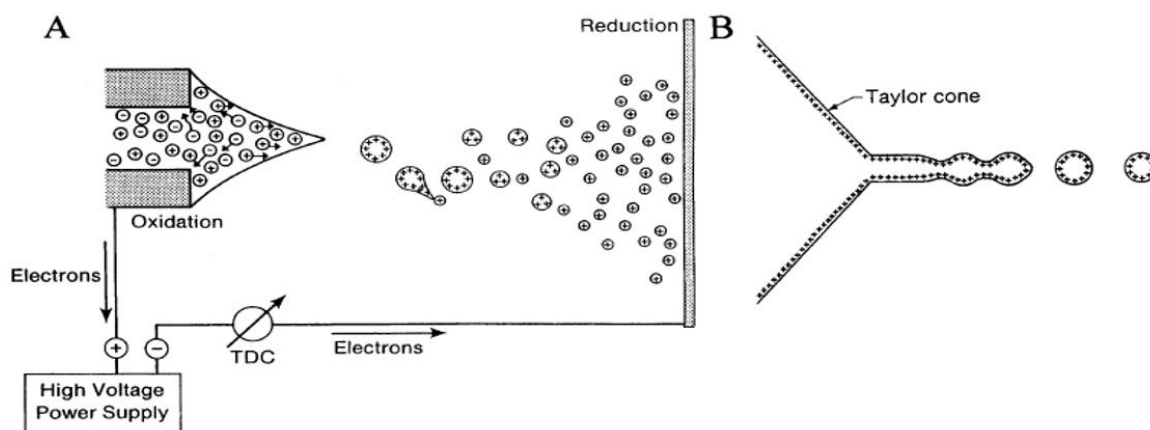 A
Reduction
B
Taylor cone
Oxidation
Electrons
TDC
Electrons
High Voltage
Power Supply